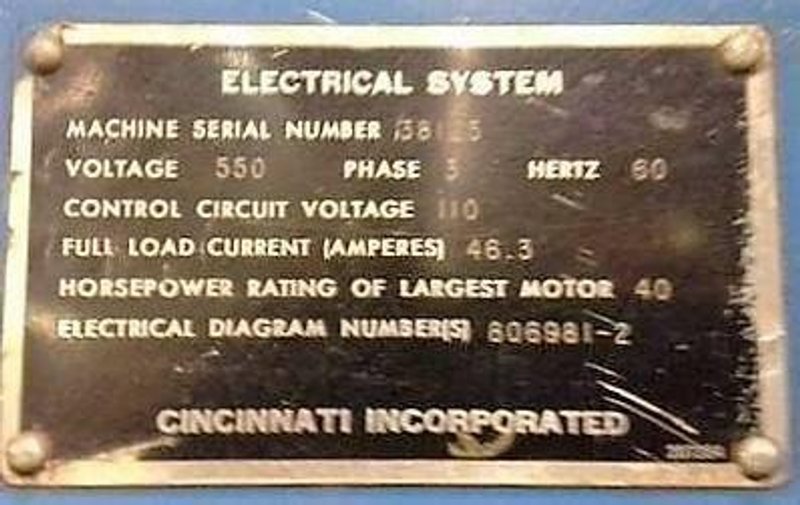 ELECTRICAL SYSTEM
MACHINE SERIAL NUMBER
VOLTAGE 550 PHASE 3 HERTZ 60
CONTROL CIRCUIT VOLTAGE 110
FULL LOAD CURRENT (AMPERES) 46.3
HORSEPOWER RATING OF LARGEST MOTOR 40
ELECTRICAL DIAGRAM NUMBER(S) 606981-2
CINCINNATI INCORPORATED